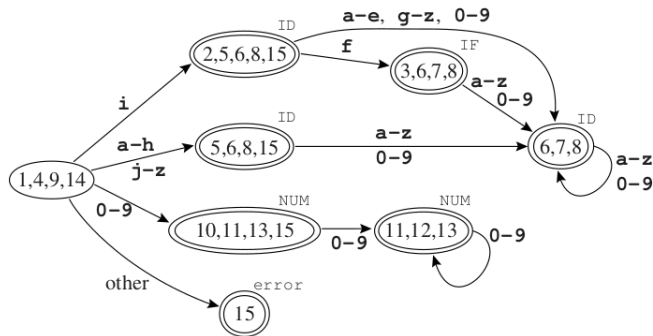 ID
a-e, g-z, 0-9
2,5,6,8,15
f
IF
3,6,7,8
a-z
0-9
i
ID
ID
a-h
j-z
5,6,8,15
a-z
0-9
6,7,8
a-z
0-9
1,4,9,14
0-9
NUM
NUM
10,11,13,15
0-9
11,12,13
0-9
other
error
15